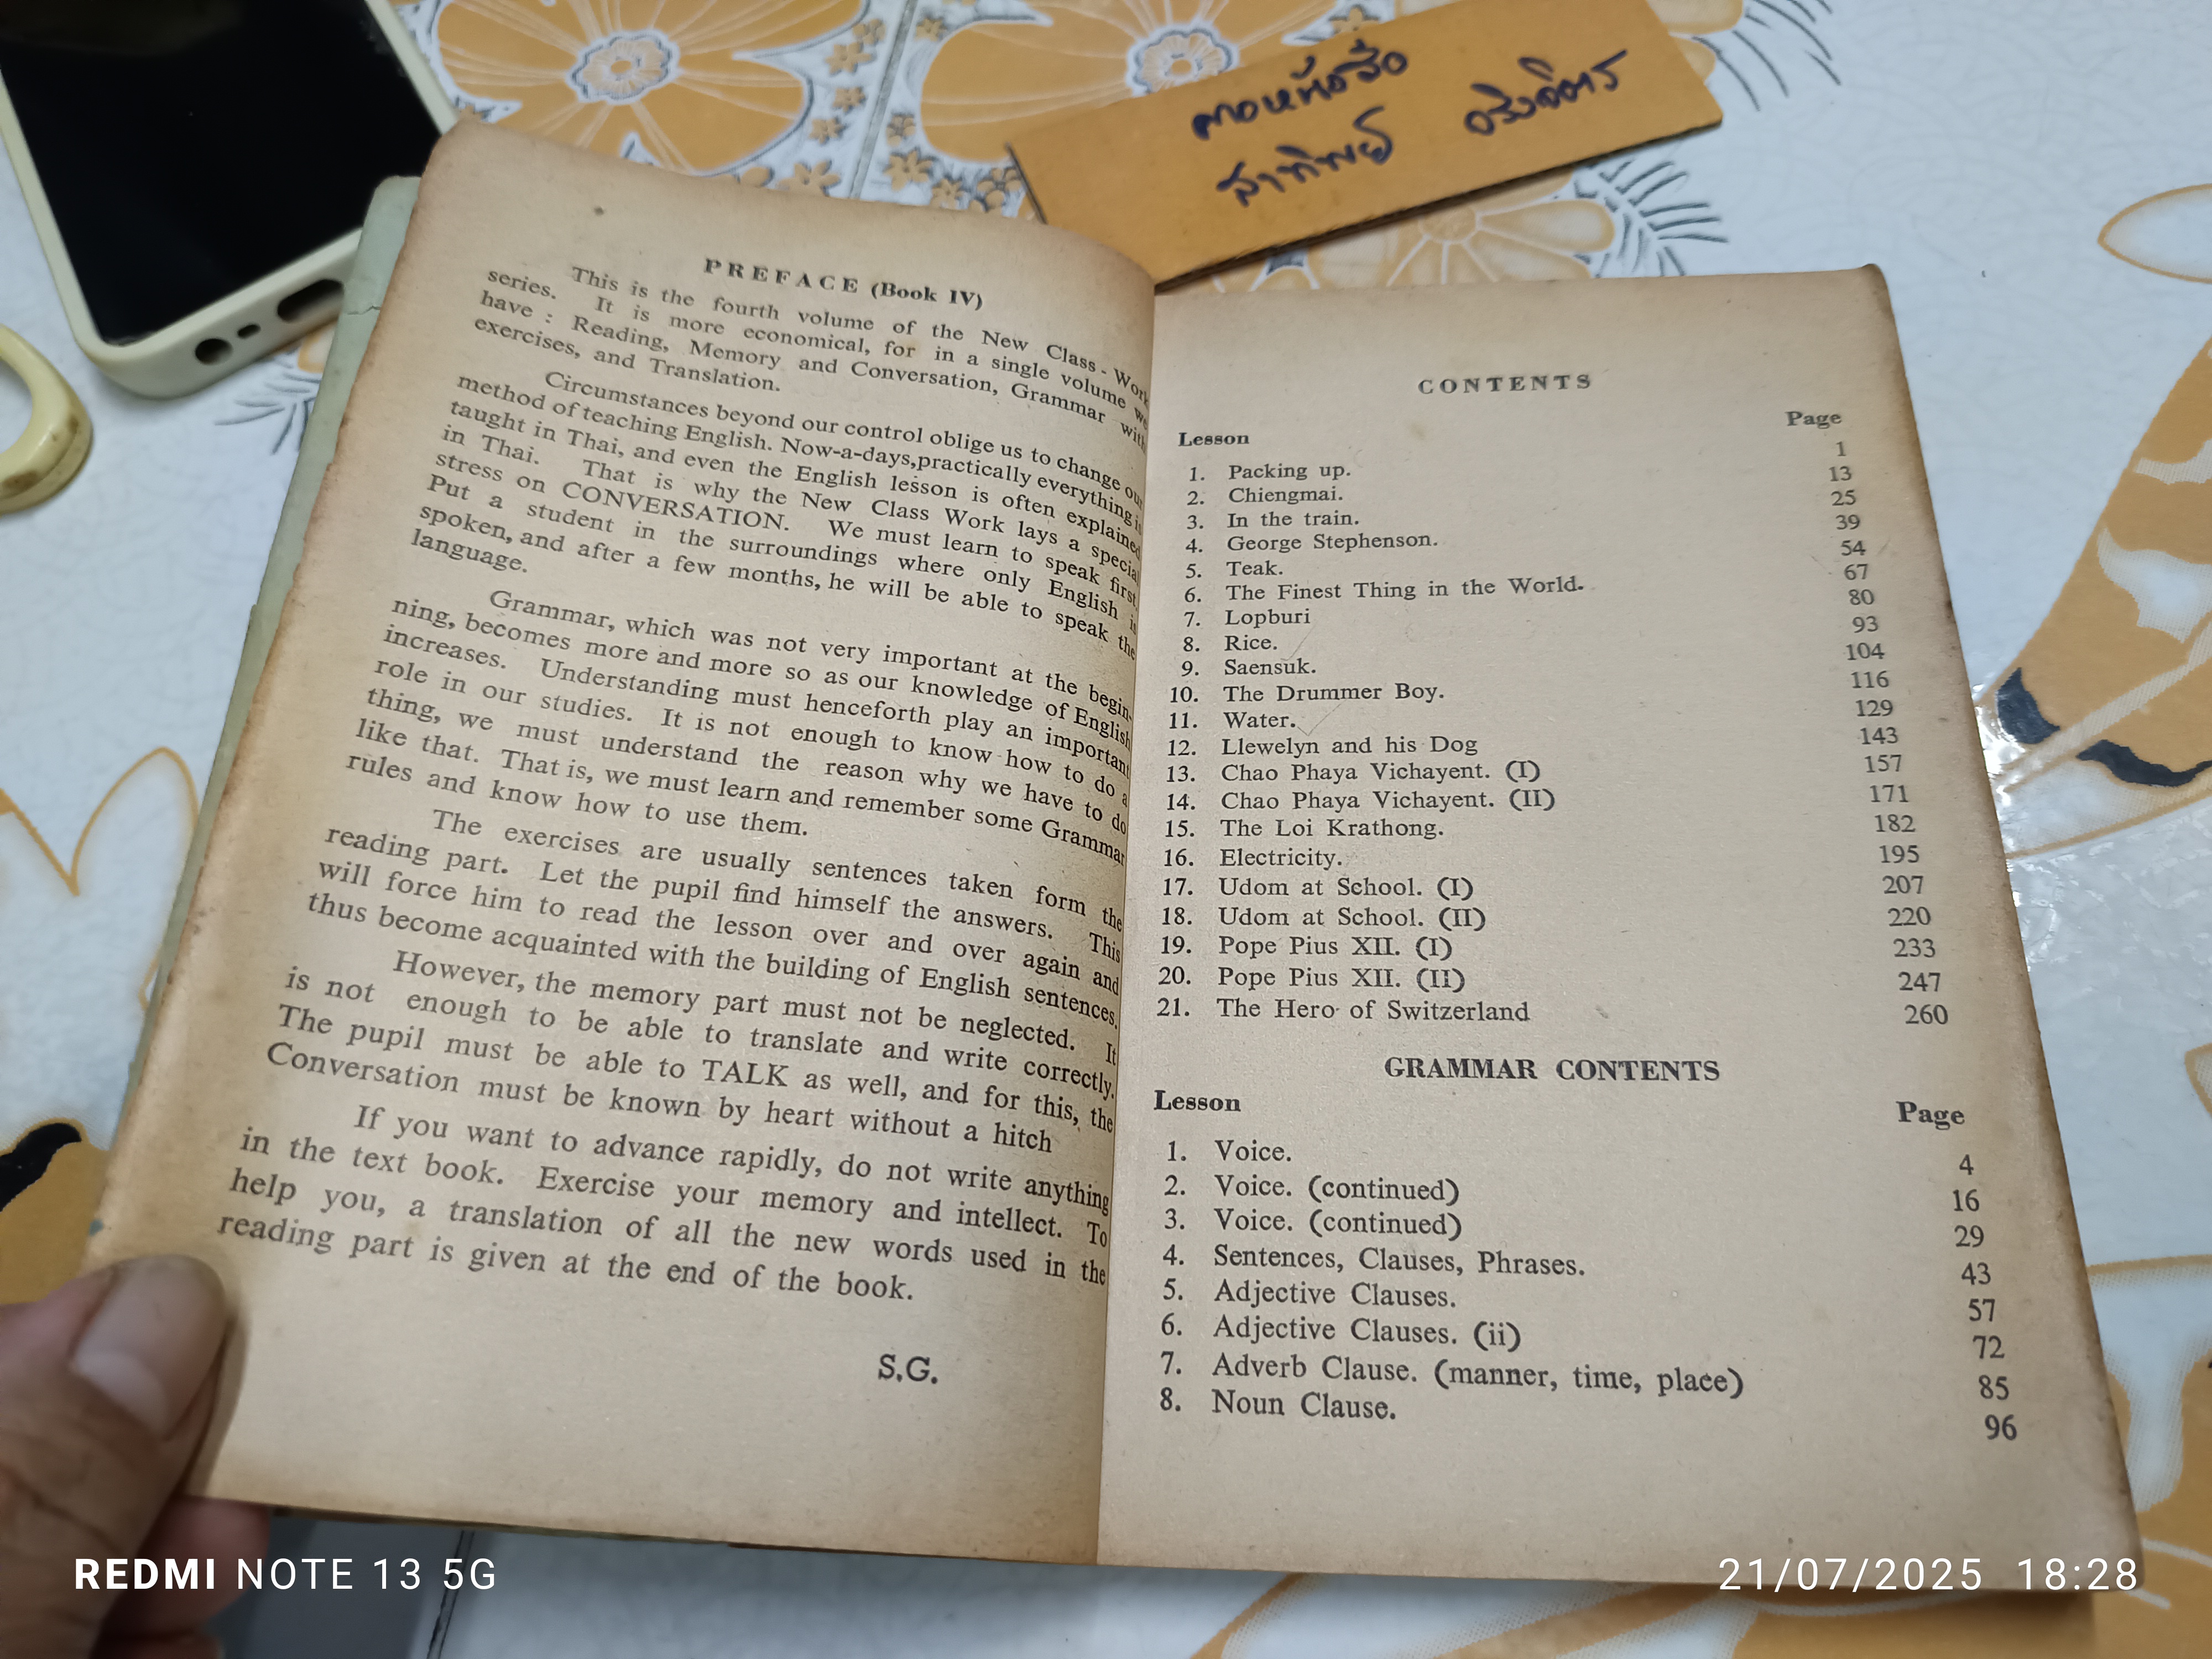 ตาหนังสือ
สาทิพย์ อริจิตร
PREFACE (Book IV)
This is the fourth volume of the New Class-Work
series. It is more economical, for in a single volume we
have : Reading, Memory and Conversation, Grammar with
exercises, and Translation.
Circumstances beyond our control oblige us to change our
method of teaching English. Now-a-days,practically everything is
taught in Thai, and even the English lesson is often explained
in Thai. That is why the New Class Work lays a special
stress on CONVERSATION. We must learn to speak first.
Put a student in the surroundings where only English is
spoken, and after a few months, he will be able to speak the
language.
Grammar, which was not very important at the begin-
ning, becomes more and more so as our knowledge of English
increases. Understanding must henceforth play an important
role in our studies. It is not enough to know how to do a
thing, we must understand the reason why we have to do
like that. That is, we must learn and remember some Grammar
rules and know how to use them.
The exercises are usually sentences taken form the
reading part. Let the pupil find himself the answers. This
will force him to read the lesson over and over again and
thus become acquainted with the building of English sentences.
However, the memory part must not be neglected. It
is not enough to be able to translate and write correctly.
The pupil must be able to TALK as well, and for this, the
Conversation must be known by heart without a hitch
If you want to advance rapidly, do not write anything
in the text book. Exercise your memory and intellect. To
help you, a translation of all the new words used in the
reading part is given at the end of the book.
S.G.
CONTENTS
Lesson Page
1. Packing up. 1
2. Chiengmai. 13
3. In the train. 25
4. George Stephenson. 39
5. Teak. 54
6. The Finest Thing in the World. 67
7. Lopburi 80
8. Rice. 93
9. Saensuk. 104
10. The Drummer Boy. 116
11. Water. 129
12. Llewelyn and his Dog 143
13. Chao Phaya Vichayent. (I) 157
14. Chao Phaya Vichayent. (II) 171
15. The Loi Krathong. 182
16. Electricity. 195
17. Udom at School. (I) 207
18. Udom at School. (II) 220
19. Pope Pius XII. (I) 233
20. Pope Pius XII. (II) 247
21. The Hero of Switzerland 260
GRAMMAR CONTENTS
Lesson Page
1. Voice. 4
2. Voice. (continued) 16
3. Voice. (continued) 29
4. Sentences, Clauses, Phrases. 43
5. Adjective Clauses. 57
6. Adjective Clauses. (ii) 72
7. Adverb Clause. (manner, time, place) 85
8. Noun Clause. 96
REDMI NOTE 13 5G
21/07/2025 18:28